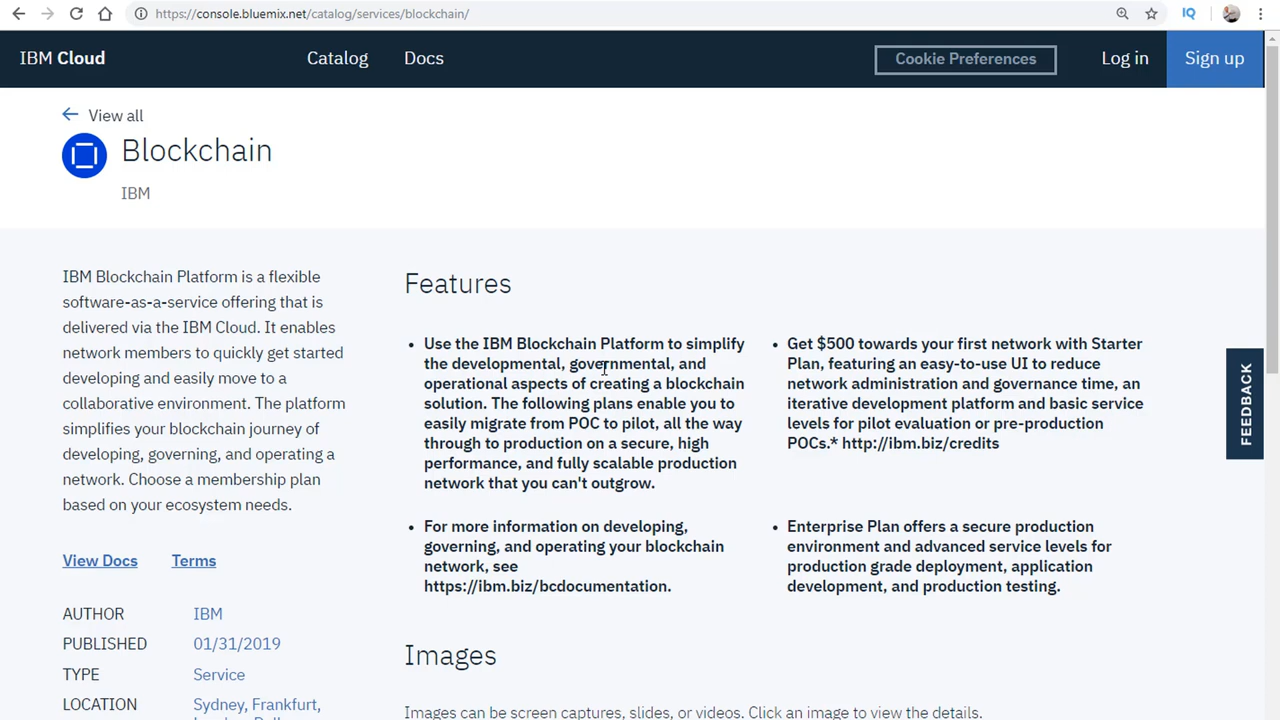 https://console.bluemix.net/catalog/services/blockchain/
IQ
IBM Cloud
Catalog
Docs
Cookie Preferences
Log in
Sign up
View all
Blockchain
IBM
IBM Blockchain Platform is a flexible
software-as-a-service offering that is
delivered via the IBM Cloud. It enables
network members to quickly get started
developing and easily move to a
collaborative environment. The platform
simplifies your blockchain journey of
developing, governing, and operating a
network. Choose a membership plan
based on your ecosystem needs.
View Docs
Terms
AUTHOR IBM
PUBLISHED 01/31/2019
TYPE Service
LOCATION Sydney, Frankfurt,
Features
• Use the IBM Blockchain Platform to simplify
the developmental, governmental, and
operational aspects of creating a blockchain
solution. The following plans enable you to
easily migrate from POC to pilot, all the way
through to production on a secure, high
performance, and fully scalable production
network that you can't outgrow.
• Get $500 towards your first network with Starter
Plan, featuring an easy-to-use UI to reduce
network administration and governance time, an
iterative development platform and basic service
levels for pilot evaluation or pre-production
POCs.* http://ibm.biz/credits
• For more information on developing,
governing, and operating your blockchain
network, see
https://ibm.biz/bcdocumentation.
• Enterprise Plan offers a secure production
environment and advanced service levels for
production grade deployment, application
development, and production testing.
Images
Images can be screen captures, slides, or videos. Click an image to view the details.
FEEDBACK